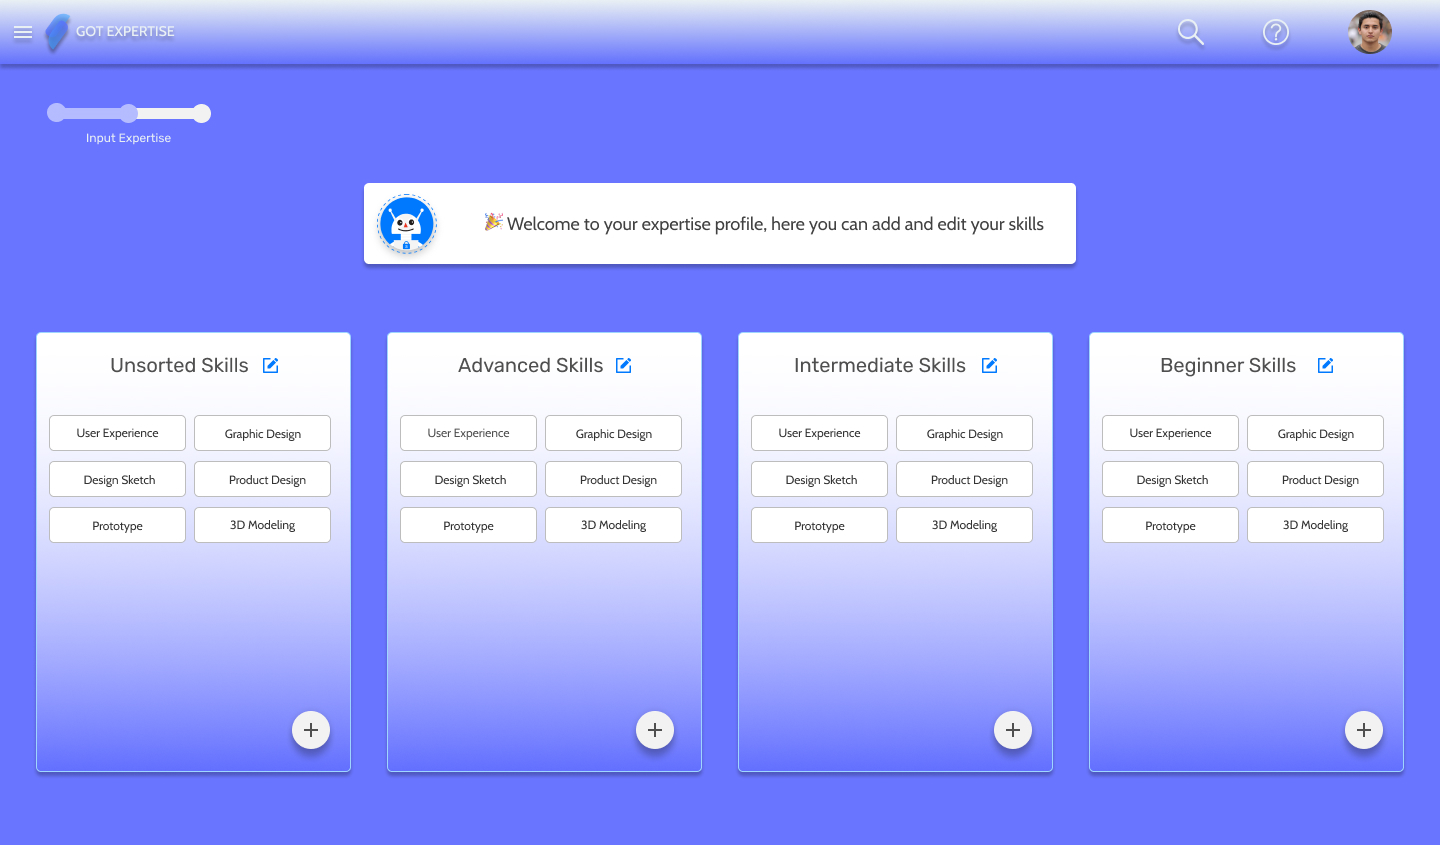 GOT EXPERTISE
Input Expertise
🎉 Welcome to your expertise profile, here you can add and edit your skills
Unsorted Skills
User Experience
Graphic Design
Design Sketch
Product Design
Prototype
3D Modeling
Advanced Skills
User Experience
Graphic Design
Design Sketch
Product Design
Prototype
3D Modeling
Intermediate Skills
User Experience
Graphic Design
Design Sketch
Product Design
Prototype
3D Modeling
Beginner Skills
User Experience
Graphic Design
Design Sketch
Product Design
Prototype
3D Modeling